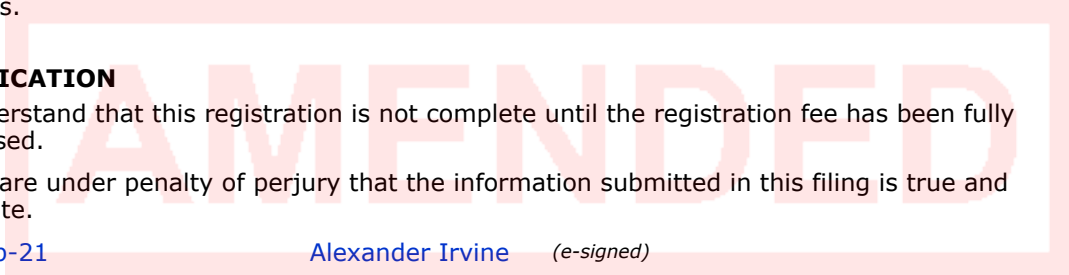 s.
ICATION
erstand that this registration is not complete until the registration fee has been fully
sed.
are under penalty of perjury that the information submitted in this filing is true and
te.
-21 Alexander Irvine (e-signed)
AMENDED